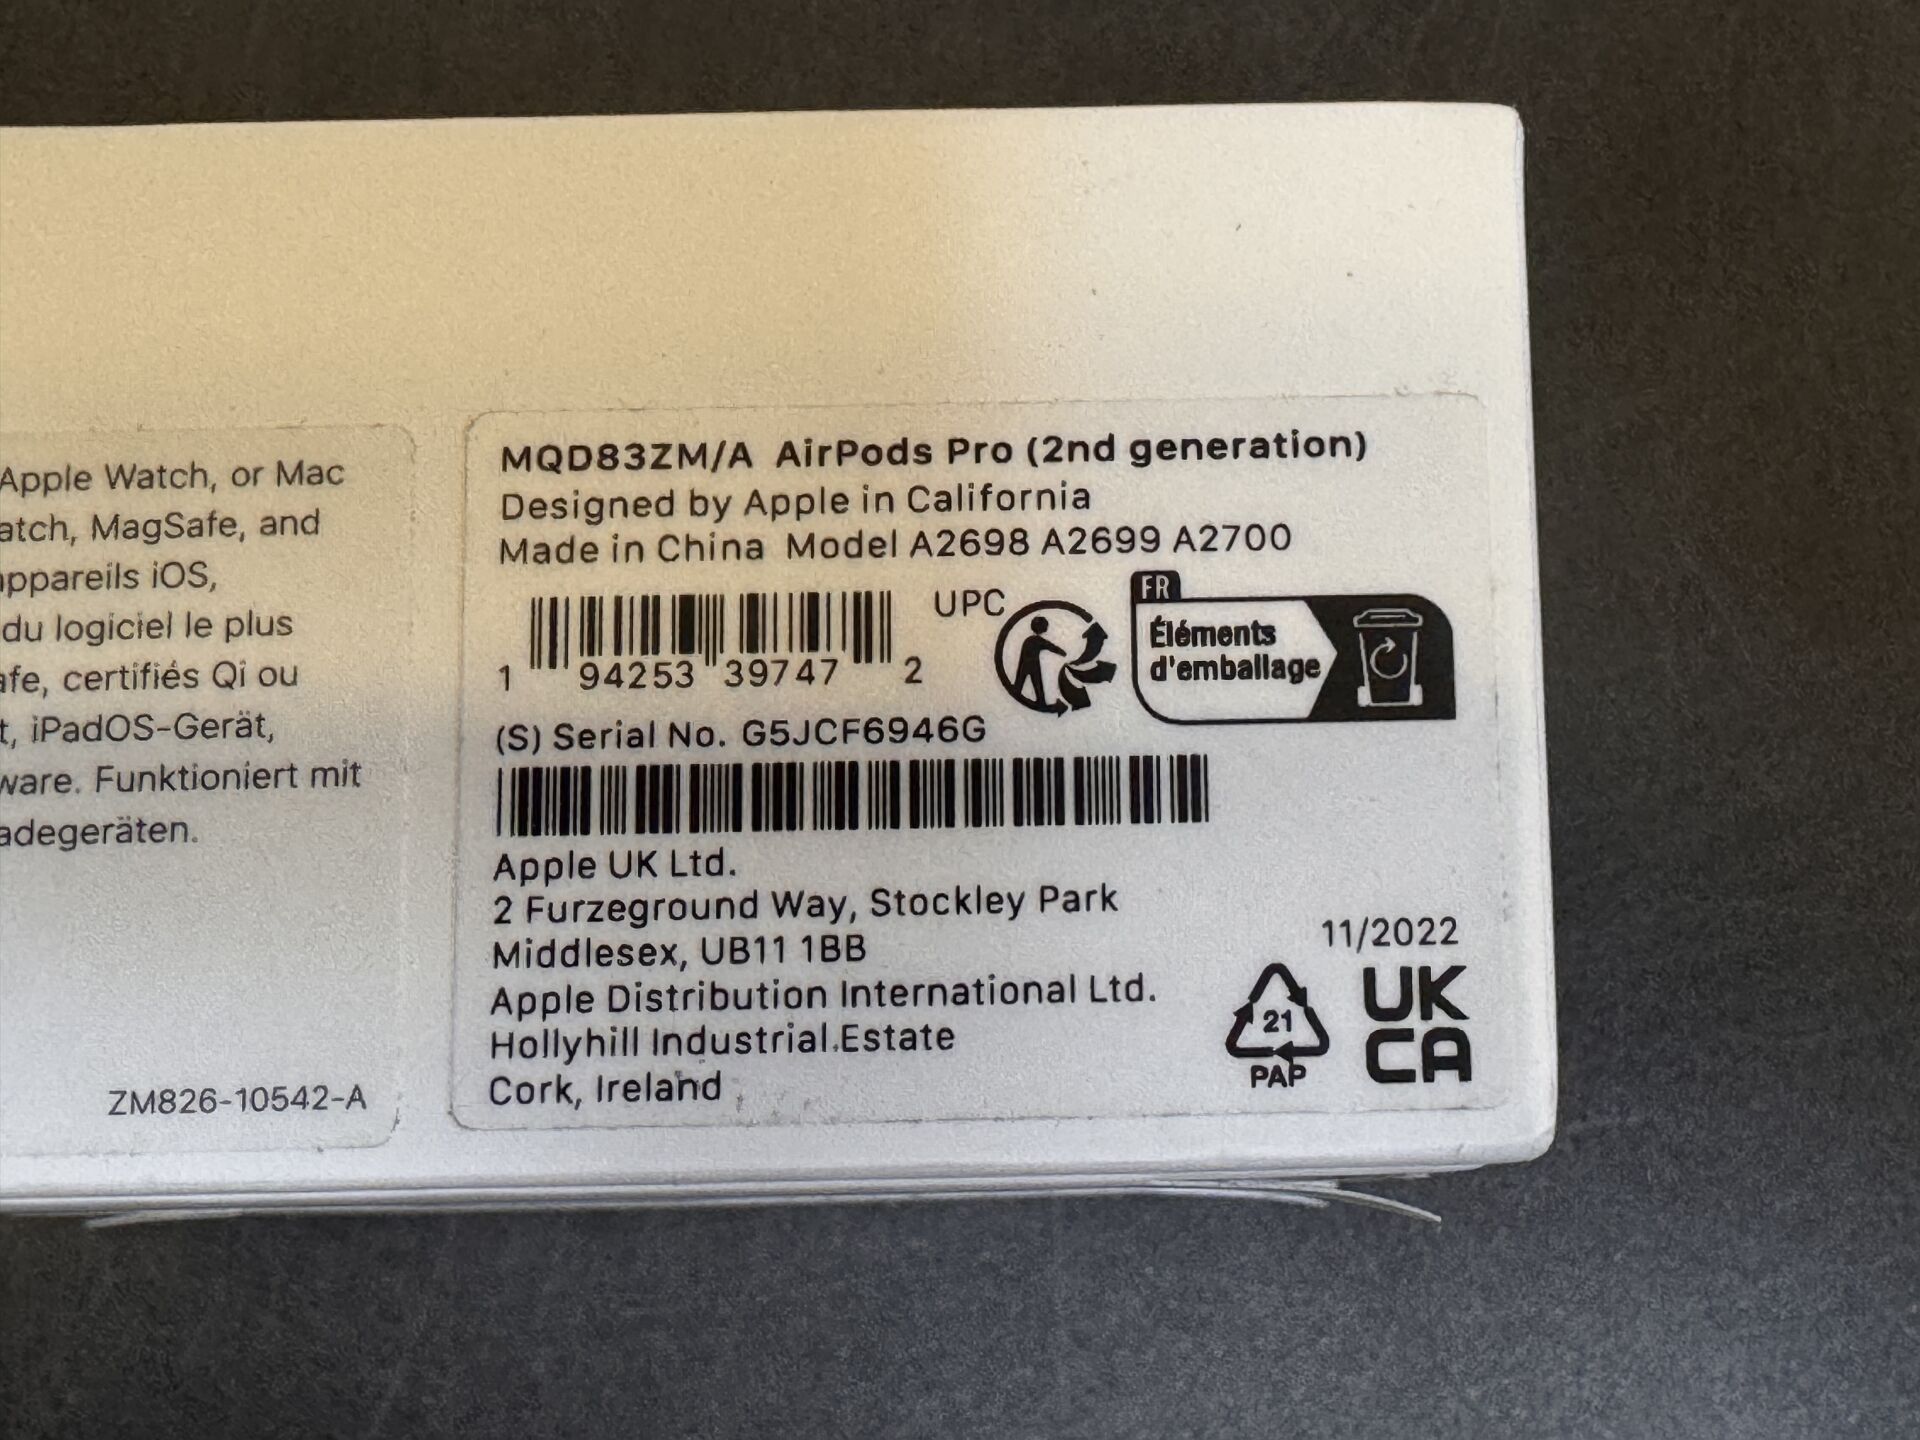 Apple Watch, or Mac
atch, MagSafe, and
appareils iOS,
du logiciel le plus
afe, certifiés Qi ou
t, iPadOS-Gerät,
ware. Funktioniert mit
adegeräten.
ZM826-10542-A
MQD83ZM/A AirPods Pro (2nd generation)
Designed by Apple in California
Made in China Model A2698 A2699 A2700
UPC
1 94253 39747 2
FR
Éléments
d'emballage
(S) Serial No. G5JCF6946G
Apple UK Ltd.
2 Furzeground Way, Stockley Park
Middlesex, UB11 1BB
Apple Distribution International Ltd.
Hollyhill Industrial Estate
Cork, Ireland
11/2022
21
PAP
UK
CA